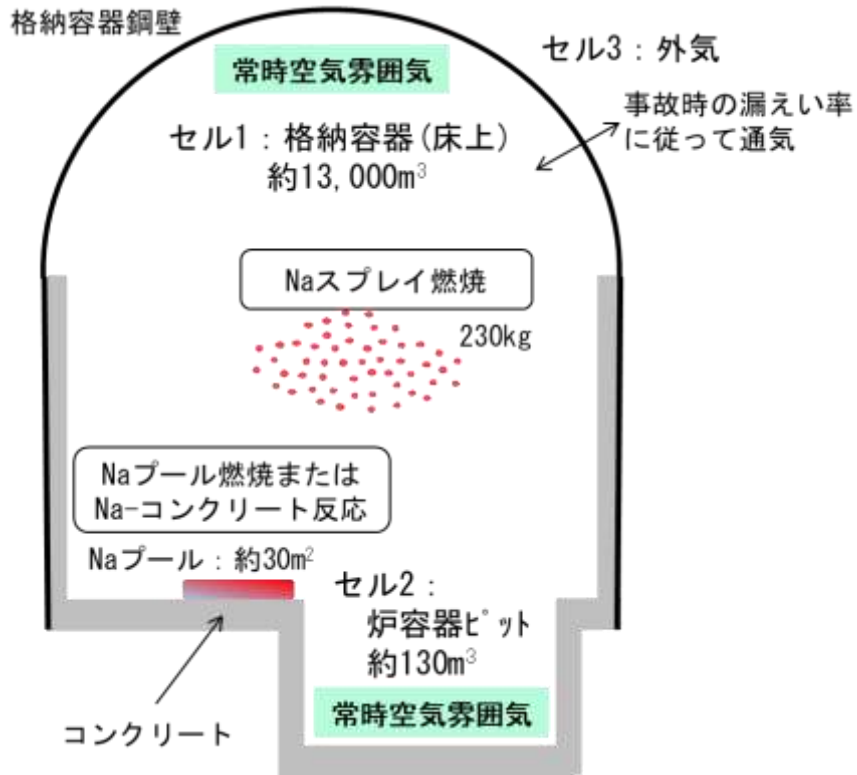 格納容器鋼壁
常時空気雰囲気
セル3：外気
セル1：格納容器(床上)
約13,000m³
事故時の漏えい率
に従って通気
Naスプレイ燃焼
230kg
Naプール燃焼または
Na-コンクリート反応
Naプール：約30m²
セル2：
炉容器ﾋﾟｯﾄ
約130m³
常時空気雰囲気
コンクリート